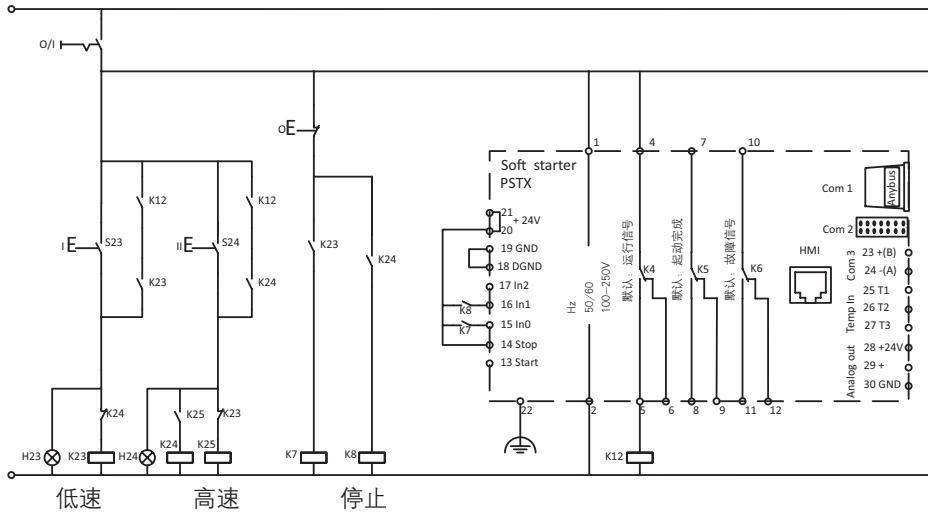 O/I
OE
1
4
7
10
Soft starter
PSTX
Com 1
Anybus
Com 2
K12
K12
21
+ 24V
20
I E
S23
II E
S24
K23
K24
19 GND
18 DGND
17 In2
16 In1
K8
15 In0
K7
14 Stop
13 Start
Hz
50/60
100-250V
默认：运行信号
K4
默认：起动完成
K5
默认：故障信号
K6
HMI
Com 3
23 +(B)
24 -(A)
Temp In
25 T1
26 T2
27 T3
Analog out
28 +24V
29 +
30 GND
K23
K24
22
2
5
6
8
9
11
12
K24
K25
K23
H23
K23
H24
K24
K25
K7
K8
K12
低速
高速
停止